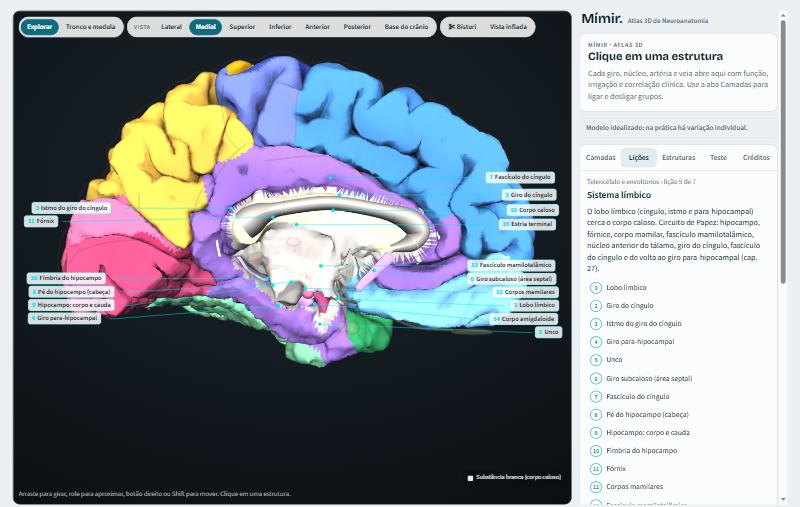 Explorar Tronco e medula VISTA Lateral Medial Superior Inferior Anterior Posterior Base do crânio Bisturi Vista inflada
7 Fascículo do cíngulo
2 Giro do cíngulo
16 Corpo caloso
15 Estria terminal
3 Istmo do giro do cíngulo
11 Fórnix
13 Fascículo mamilotalâmico
6 Giro subcaloso (área septal)
12 Corpos mamilares
1 Lobo límbico
14 Corpo amigdaloide
5 Unco
10 Fímbria do hipocampo
8 Pé do hipocampo (cabeça)
9 Hipocampo: corpo e cauda
4 Giro para-hipocampal
Substância branca (corpo caloso)
Arraste para girar, role para aproximar, botão direito ou Shift para mover. Clique em uma estrutura.
Mímir. Atlas 3D de Neuroanatomia
MÍMIR · ATLAS 3D
Clique em uma estrutura
Cada giro, núcleo, artéria e veia abre aqui com função,
irrigação e correlação clínica. Use a aba Camadas para
ligar e desligar grupos.
Modelo idealizado: na prática há variação individual.
Camadas Lições Estruturas Teste Créditos
Telencéfalo e envoltórios · lição 5 de 7
Sistema límbico
O lobo límbico (cíngulo, istmo e para-hipocampal)
cerca o corpo caloso. Circuito de Papez: hipocampo,
fórnice, corpo mamilar, fascículo mamilotalâmico,
núcleo anterior do tálamo, giro do cíngulo, fascículo
do cíngulo e de volta ao giro para-hipocampal (cap.
27).
1 Lobo límbico
2 Giro do cíngulo
3 Istmo do giro do cíngulo
4 Giro para-hipocampal
5 Unco
6 Giro subcaloso (área septal)
7 Fascículo do cíngulo
8 Pé do hipocampo (cabeça)
9 Hipocampo: corpo e cauda
10 Fímbria do hipocampo
11 Fórnix
12 Corpos mamilares